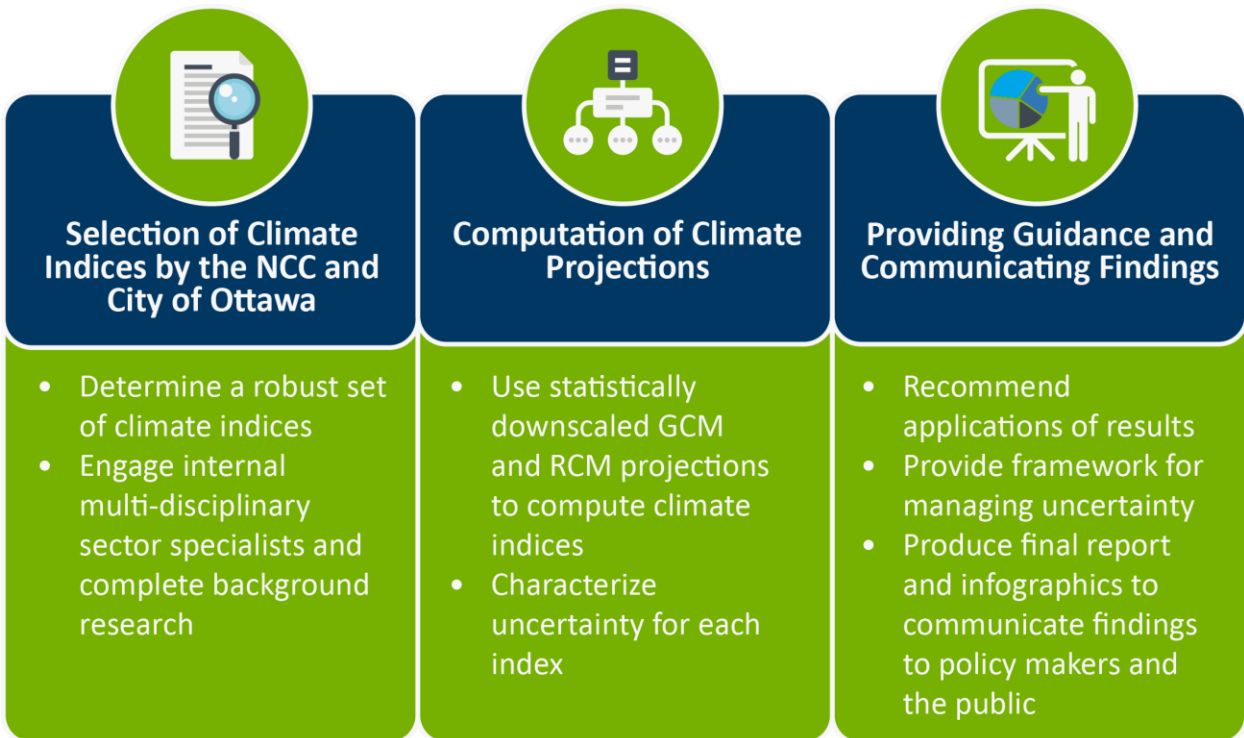 Selection of Climate
Indices by the NCC and
City of Ottawa
• Determine a robust set
of climate indices
• Engage internal
multi-disciplinary
sector specialists and
complete background
research
Computation of Climate
Projections
• Use statistically
downscaled GCM
and RCM projections
to compute climate
indices
• Characterize
uncertainty for each
index
Providing Guidance and
Communicating Findings
• Recommend
applications of results
• Provide framework for
managing uncertainty
• Produce final report
and infographics to
communicate findings
to policy makers and
the public